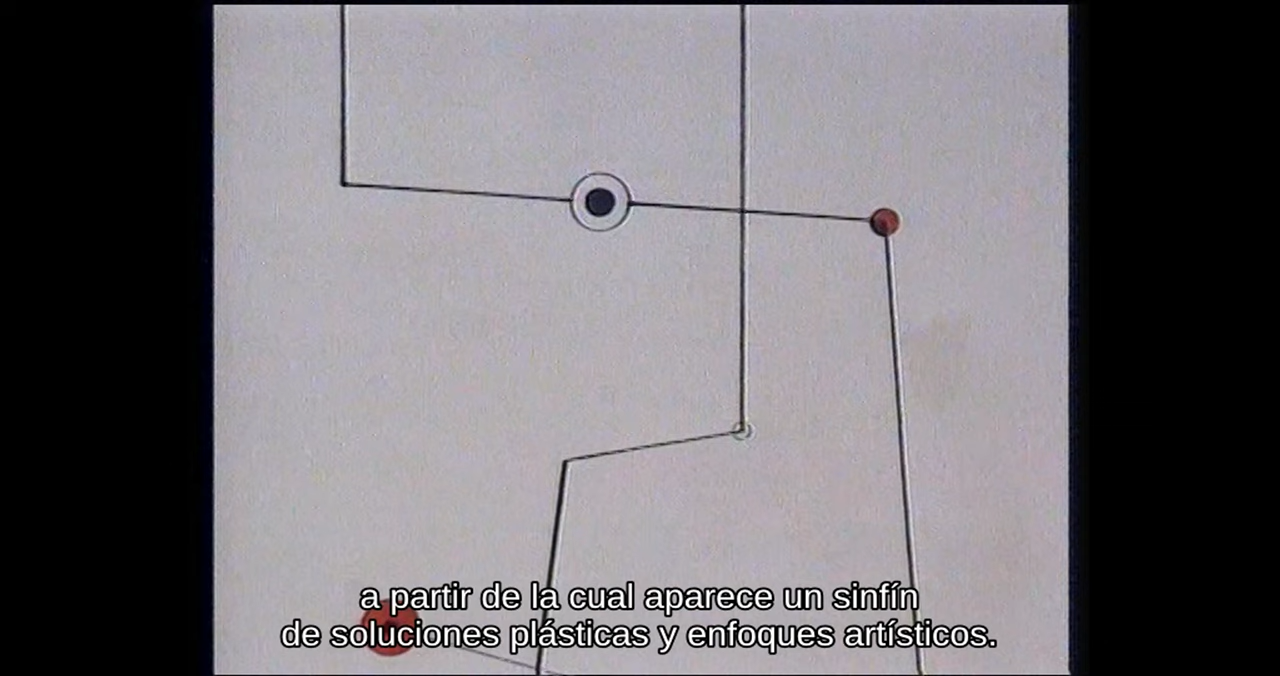 a partir de la cual aparece un sinfín
de soluciones plásticas y enfoques artísticos.